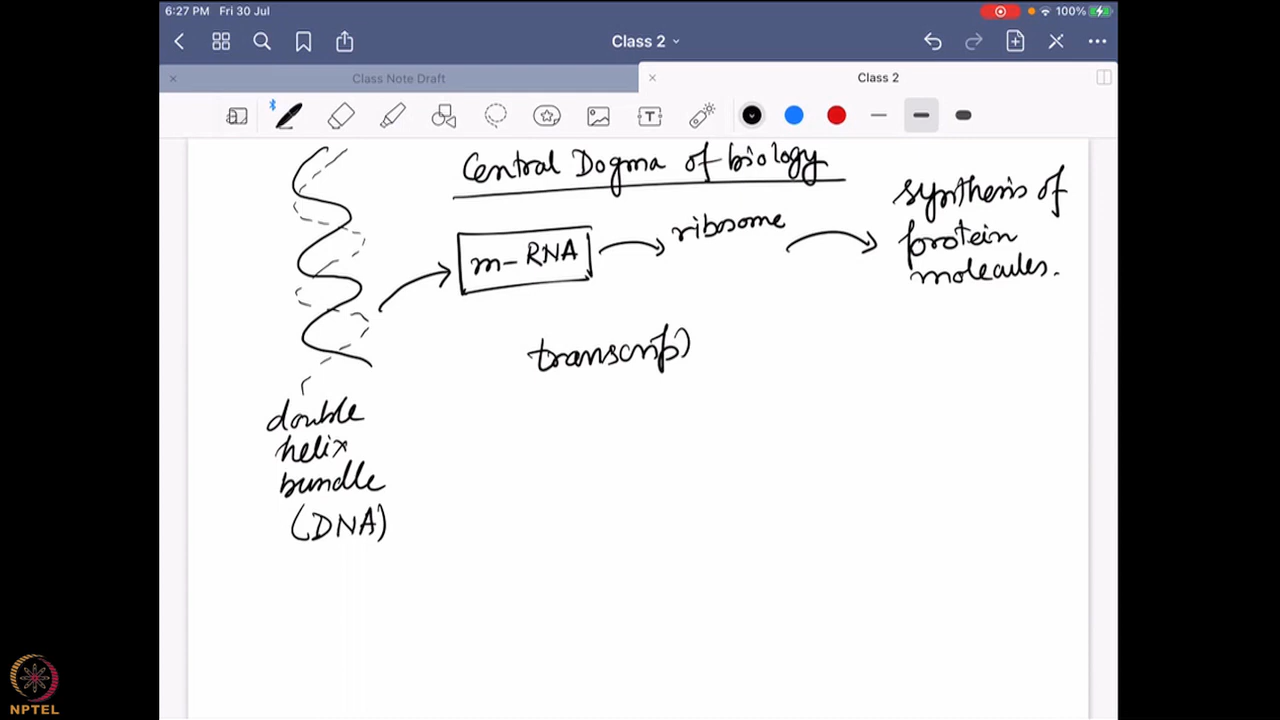 6:27 PM Fri 30 Jul
100%
Class 2
Class Note Draft
Class 2
T
Central Dogma of biology
m-RNA
ribosome
synthesis of
protein
molecules.
transcrip
double
helix
bundle
(DNA)
NPTEL